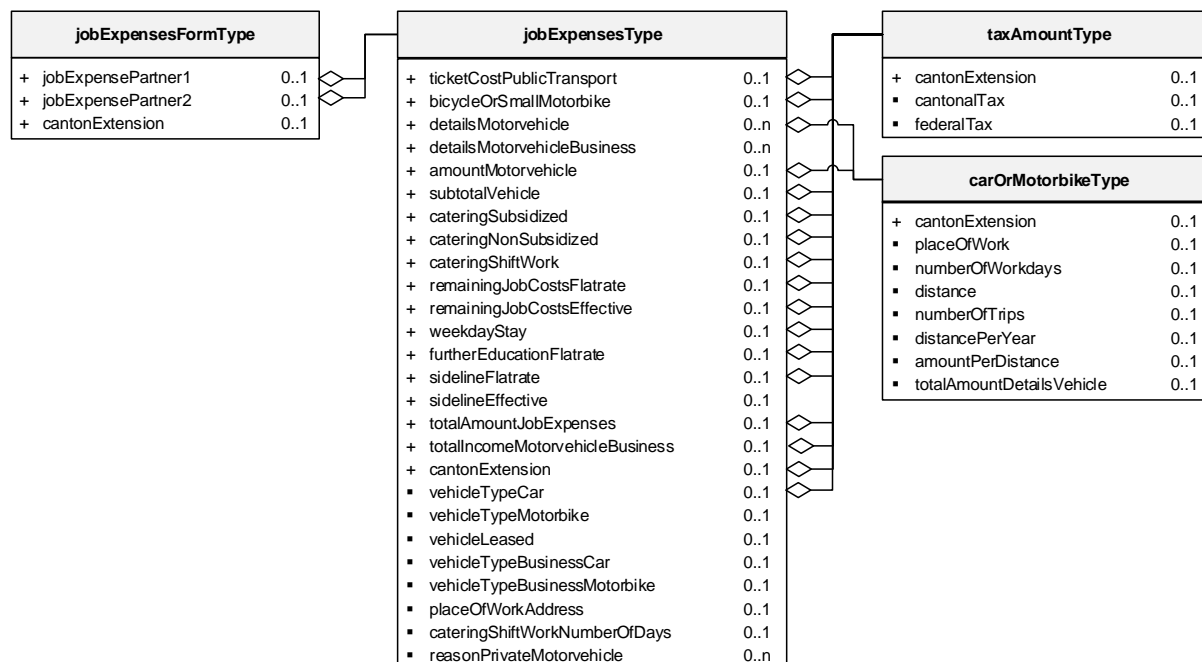 jobExpensesFormType
+ jobExpensePartner1 0..1
+ jobExpensePartner2 0..1
+ cantonExtension 0..1
jobExpensesType
+ ticketCostPublicTransport 0..1
+ bicycleOrSmallMotorbike 0..1
+ detailsMotorvehicle 0..n
+ detailsMotorvehicleBusiness 0..n
+ amountMotorvehicle 0..1
+ subtotalVehicle 0..1
+ cateringSubsidized 0..1
+ cateringNonSubsidized 0..1
+ cateringShiftWork 0..1
+ remainingJobCostsFlatrate 0..1
+ remainingJobCostsEffective 0..1
+ weekdayStay 0..1
+ furtherEducationFlatrate 0..1
+ sidelineFlatrate 0..1
+ sidelineEffective 0..1
+ totalAmountJobExpenses 0..1
+ totalIncomeMotorvehicleBusiness 0..1
+ cantonExtension 0..1
▪ vehicleTypeCar 0..1
▪ vehicleTypeMotorbike 0..1
▪ vehicleLeased 0..1
▪ vehicleTypeBusinessCar 0..1
▪ vehicleTypeBusinessMotorbike 0..1
▪ placeOfWorkAddress 0..1
▪ cateringShiftWorkNumberOfDays 0..1
▪ reasonPrivateMotorvehicle 0..n
taxAmountType
+ cantonExtension 0..1
▪ cantonalTax 0..1
▪ federalTax 0..1
carOrMotorbikeType
+ cantonExtension 0..1
▪ placeOfWork 0..1
▪ numberOfWorkdays 0..1
▪ distance 0..1
▪ numberOfTrips 0..1
▪ distancePerYear 0..1
▪ amountPerDistance 0..1
▪ totalAmountDetailsVehicle 0..1